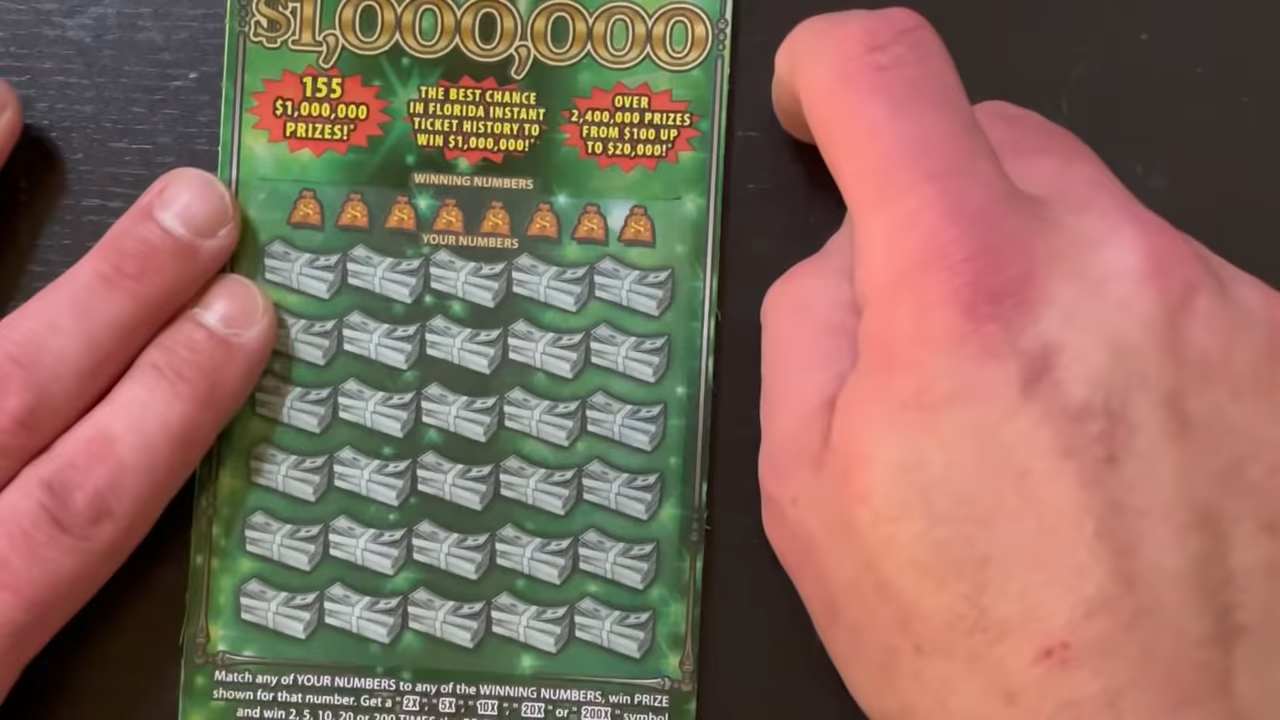 $1,000,000
155
$1,000,000
PRIZES!*
THE BEST CHANCE
IN FLORIDA INSTANT
TICKET HISTORY TO
WIN $1,000,000!*
OVER
2,400,000 PRIZES
FROM $100 UP
TO $20,000!*
WINNING NUMBERS
YOUR NUMBERS
Match any of YOUR NUMBERS to any of the WINNING NUMBERS, win PRIZE
shown for that number. Get a "2X", "5X", "10X", "20X" or "200X" symbol
and win 2, 5, 10, 20 or 200 TIMES the